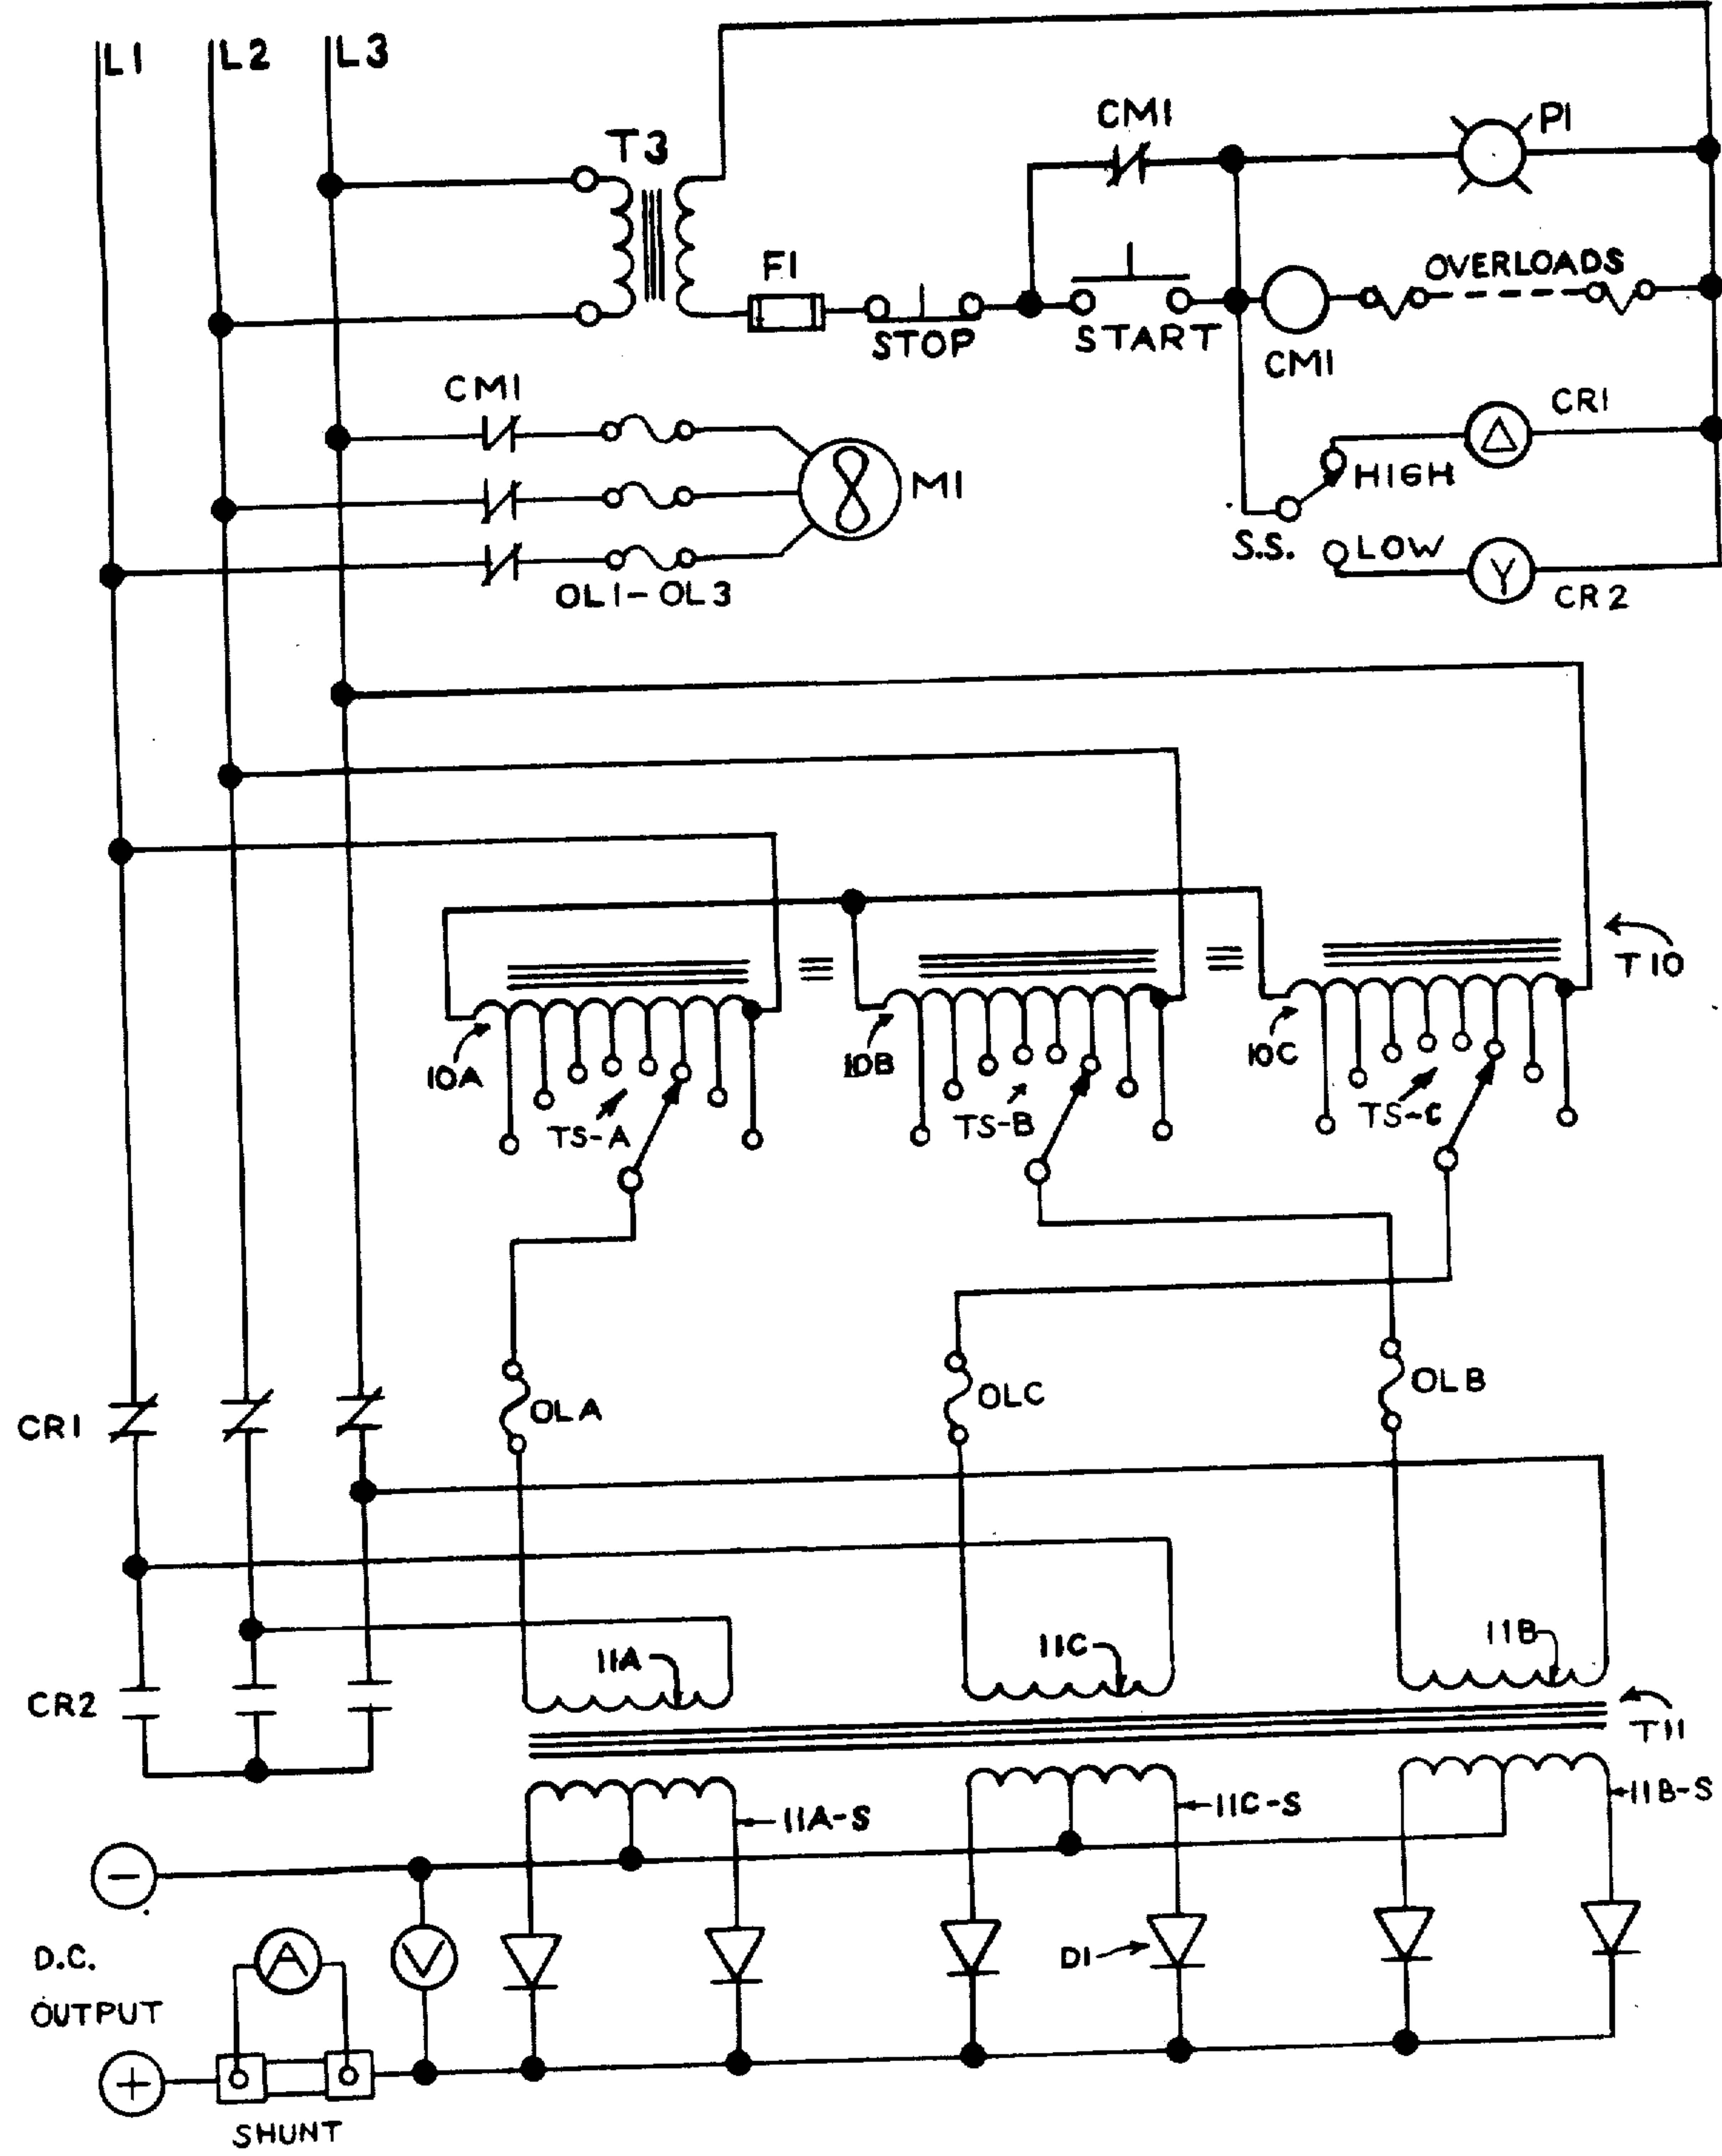 L1 L2 L3
T3
CM1
P1
F1
STOP
START
CM1
OVERLOADS
CM1
M1
OL1-OL3
CR1
HIGH
S.S.
LOW
CR2
T10
10A
TS-A
10B
TS-B
10C
TS-C
CR1
OLA
OLC
OLB
11A
11C
11B
CR2
T11
11A-S
11C-S
11B-S
−
D.C.
OUTPUT
A
V
D1
+
SHUNT
Δ
Y